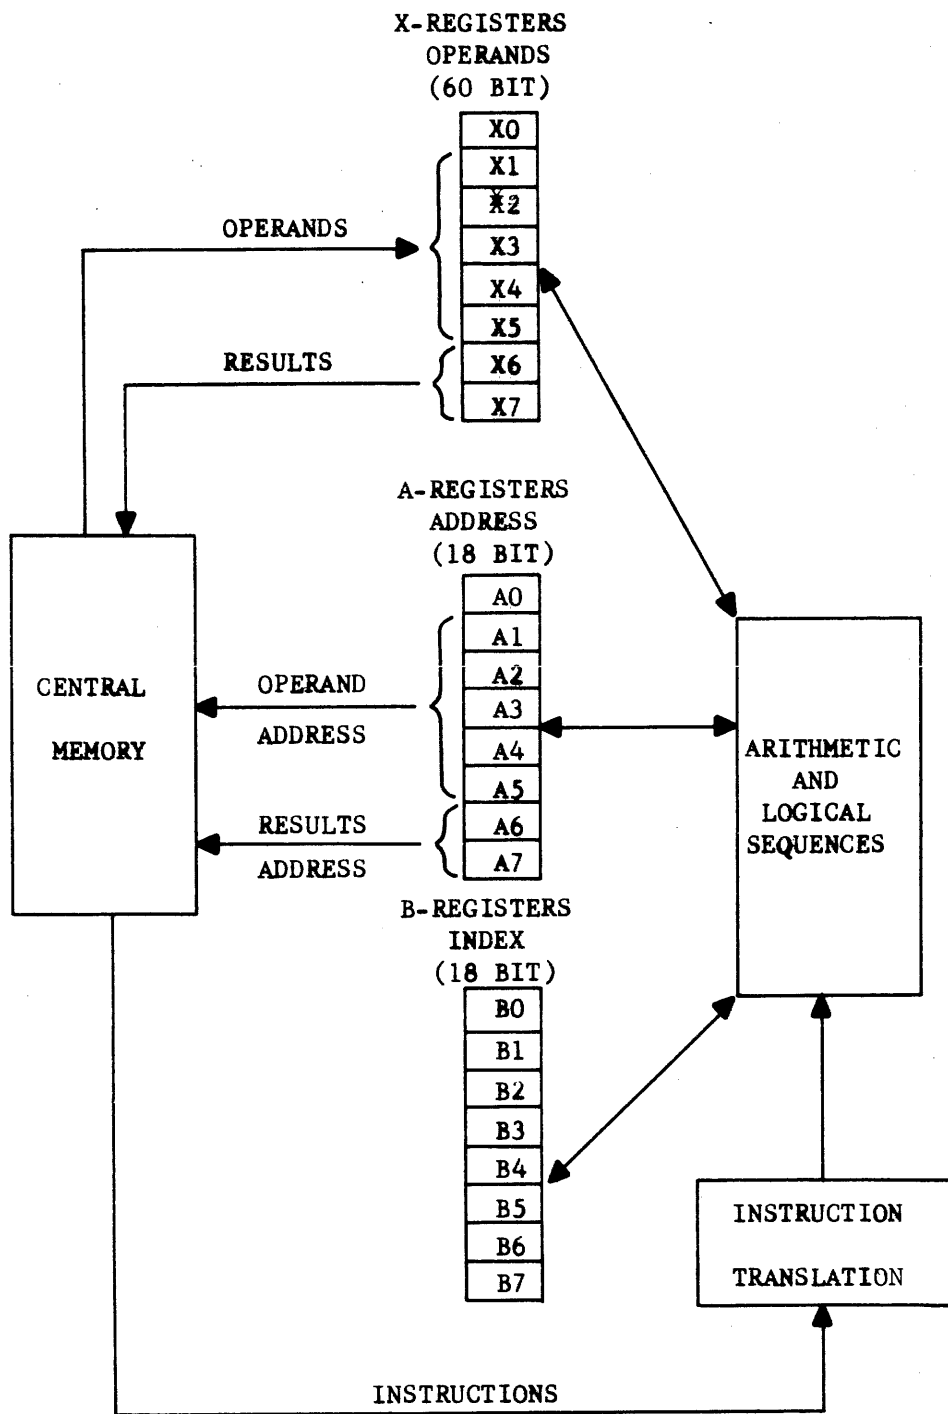 X-REGISTERS
OPERANDS
(60 BIT)
X0
X1
X2
X3
X4
X5
X6
X7
OPERANDS
RESULTS
A-REGISTERS
ADDRESS
(18 BIT)
A0
A1
A2
A3
A4
A5
A6
A7
CENTRAL
MEMORY
OPERAND
ADDRESS
RESULTS
ADDRESS
ARITHMETIC
AND
LOGICAL
SEQUENCES
B-REGISTERS
INDEX
(18 BIT)
B0
B1
B2
B3
B4
B5
B6
B7
INSTRUCTION
TRANSLATION
INSTRUCTIONS